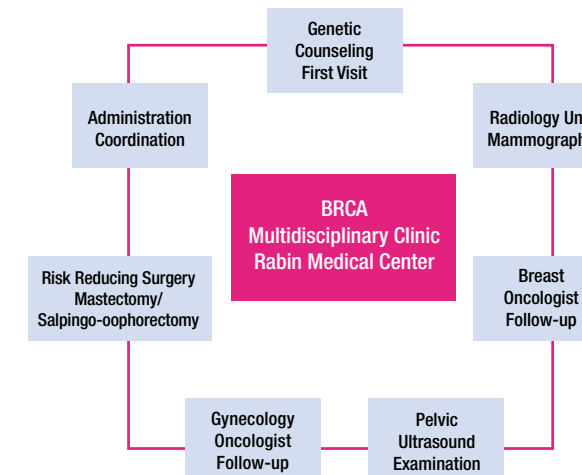 Genetic
Counseling
First Visit
Administration
Coordination
Radiology
Mammograph
BRCA
Multidisciplinary Clinic
Rabin Medical Center
Risk Reducing Surgery
Mastectomy/
Salpingo-oophorectomy
Breast
Oncologist
Follow-up
Gynecology
Oncologist
Follow-up
Pelvic
Ultrasound
Examination